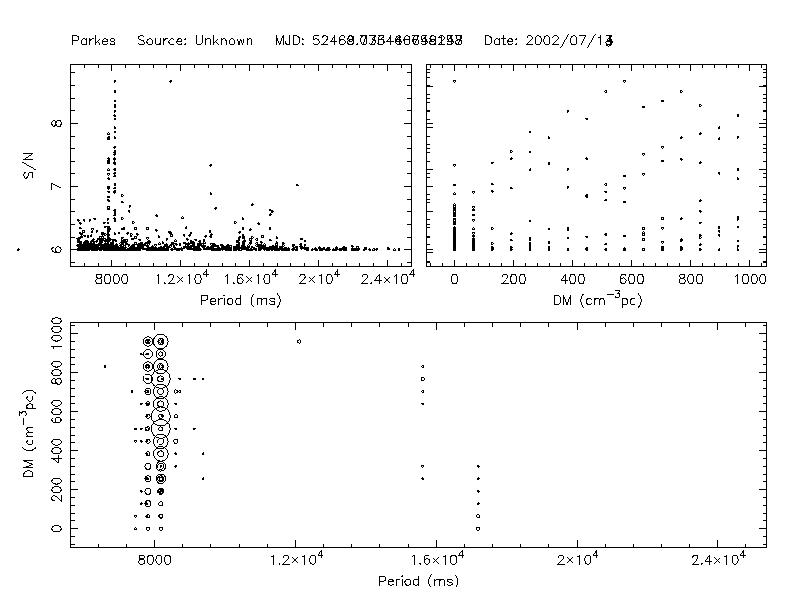 Parkes Source: Unknown MJD: Date: 2002/07/
S/N
8
7
6
8000 1.2×10⁴ 1.6×10⁴ 2×10⁴ 2.4×10⁴
Period (ms)
0 200 400 600 800 1000
DM (cm⁻³pc)
DM (cm⁻³pc)
1000
800
600
400
200
0
8000 1.2×10⁴ 1.6×10⁴ 2×10⁴ 2.4×10⁴
Period (ms)